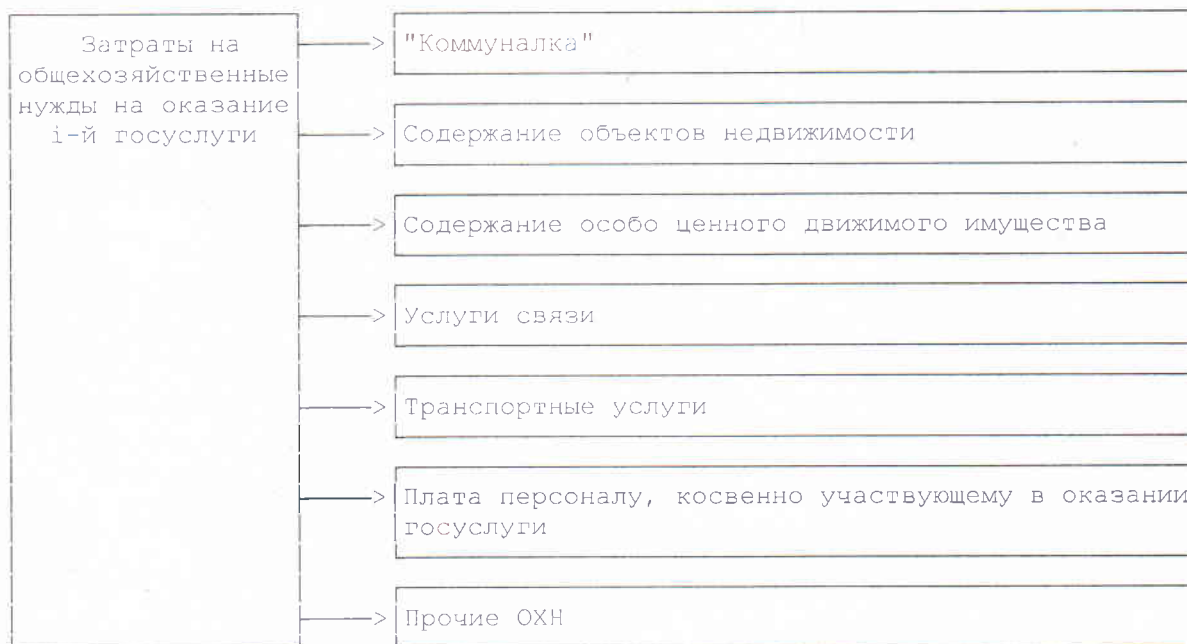 Затраты на
общехозяйственные
нужды на оказание
i-й госуслуги
"Коммуналка"
Содержание объектов недвижимости
Содержание особо ценного движимого имущества
Услуги связи
Транспортные услуги
Плата персоналу, косвенно участвующему в оказании
госуслуги
Прочие ОХН